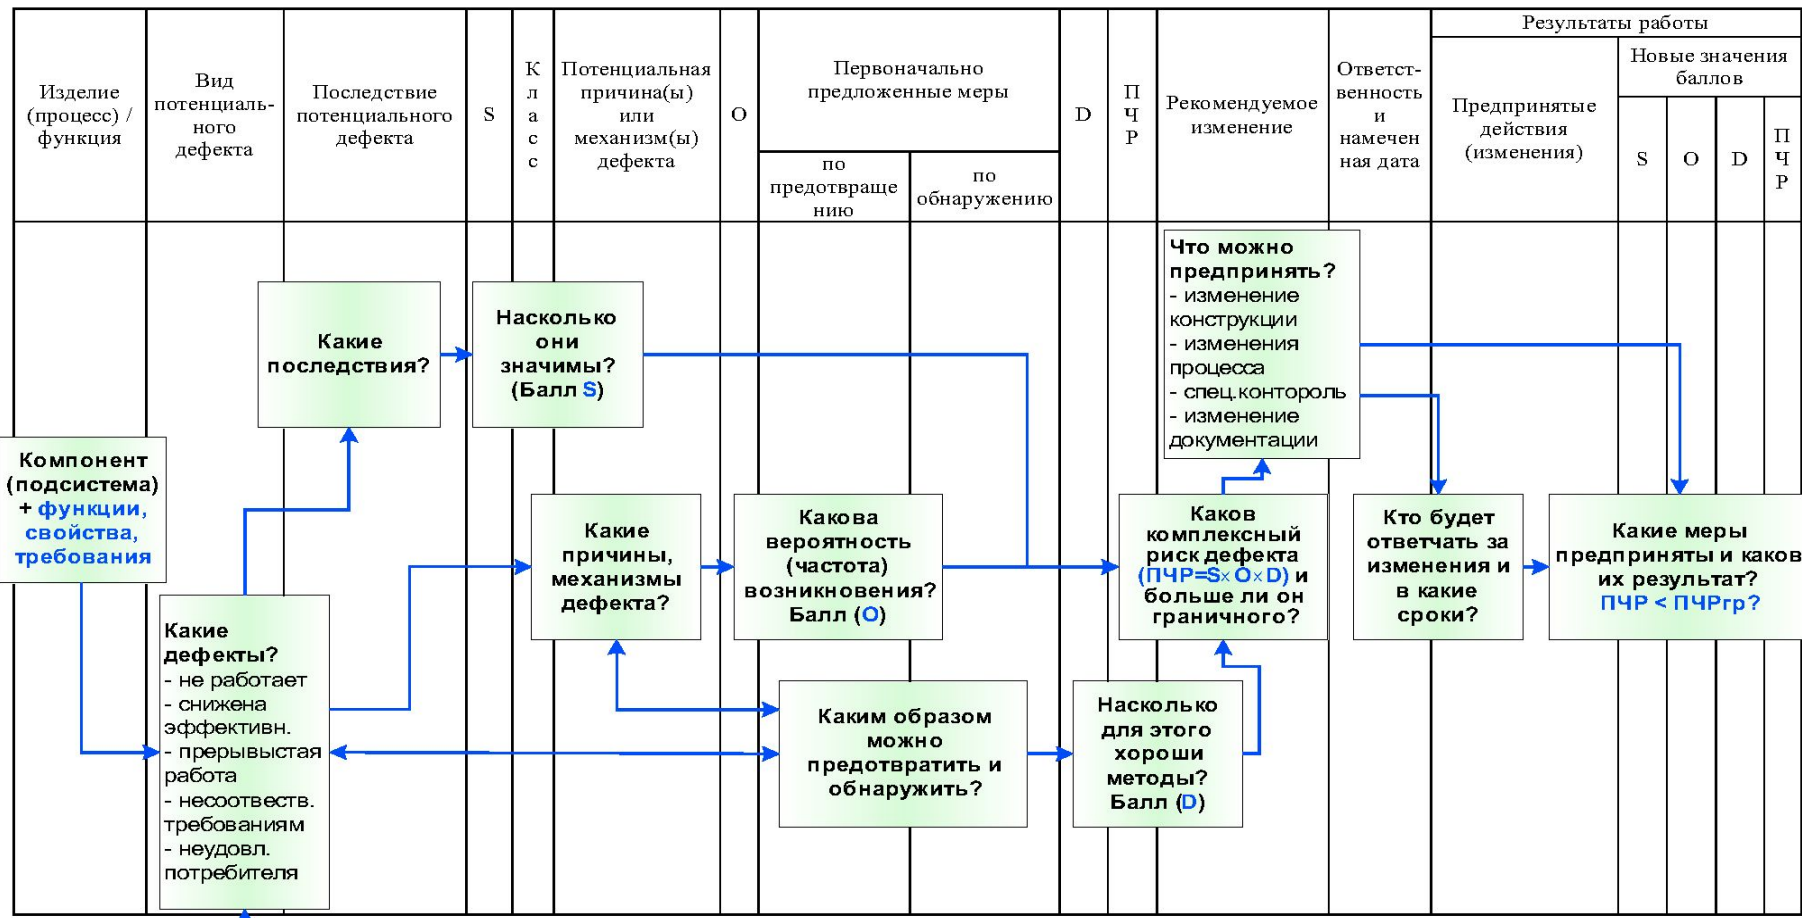 Изделие
(процесс) /
функция
Вид
потенциаль-
ного
дефекта
Последствие
потенциального
дефекта
S
К
л
а
с
с
Потенциальная
причина(ы)
или
механизм(ы)
дефекта
O
Первоначально
предложенные меры
по
предотвраще
нию
по
обнаружению
D
П
Ч
Р
Рекомендуемое
изменение
Ответст-
венность
и
намечен
ная дата
Результаты работы
Предпринятые
действия
(изменения)
Новые значения
баллов
S
O
D
П
Ч
Р
Что можно
предпринять?
- изменение
конструкции
- изменения
процесса
- спец.контороль
- изменение
документации
Какие
последствия?
Насколько
они
значимы?
(Балл S)
Компонент
(подсистема)
+ функции,
свойства,
требования
Какие
причины,
механизмы
дефекта?
Какова
вероятность
(частота)
возникновения?
Балл (O)
Каков
комплексный
риск дефекта
(ПЧР=S×O×D) и
больше ли он
граничного?
Кто будет
ответчать за
изменения и
в какие
сроки?
Какие меры
предприняты и каков
их результат?
ПЧР < ПЧРгр?
Какие
дефекты?
- не работает
- снижена
эффективн.
- прерывыстая
работа
- несоотвеств.
требованиям
- неудовл.
потребителя
Каким образом
можно
предотвратить и
обнаружить?
Насколько
для этого
хороши
методы?
Балл (D)